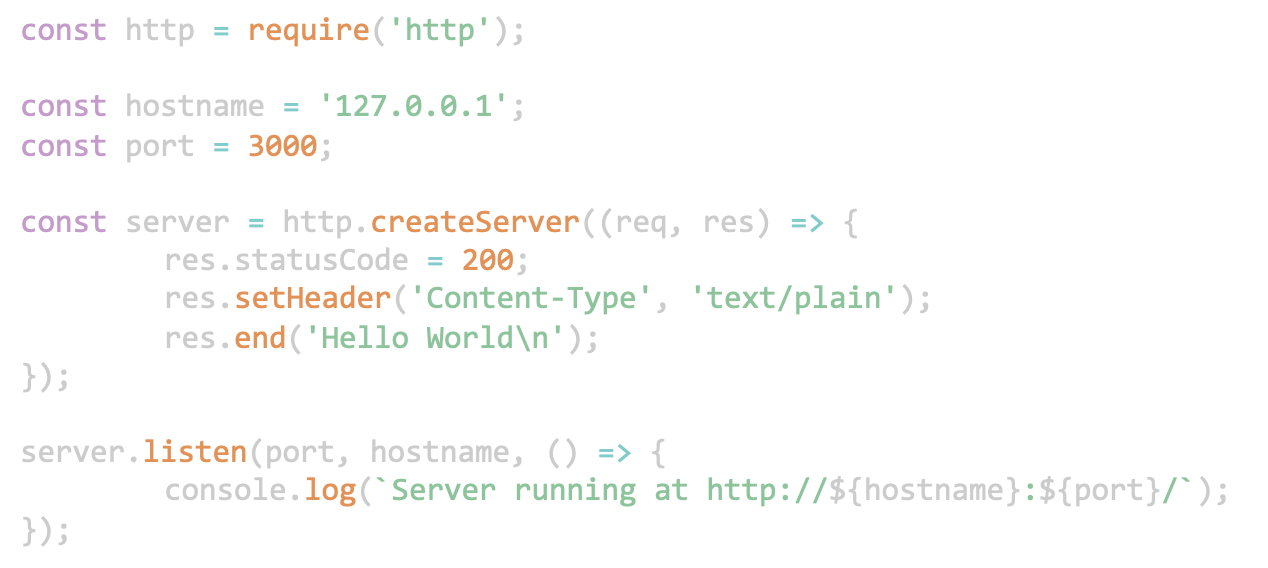 const http = require('http');

const hostname = '127.0.0.1';
const port = 3000;

const server = http.createServer((req, res) => {
        res.statusCode = 200;
        res.setHeader('Content-Type', 'text/plain');
        res.end('Hello World\n');
});

server.listen(port, hostname, () => {
        console.log(`Server running at http://${hostname}:${port}/`);
});